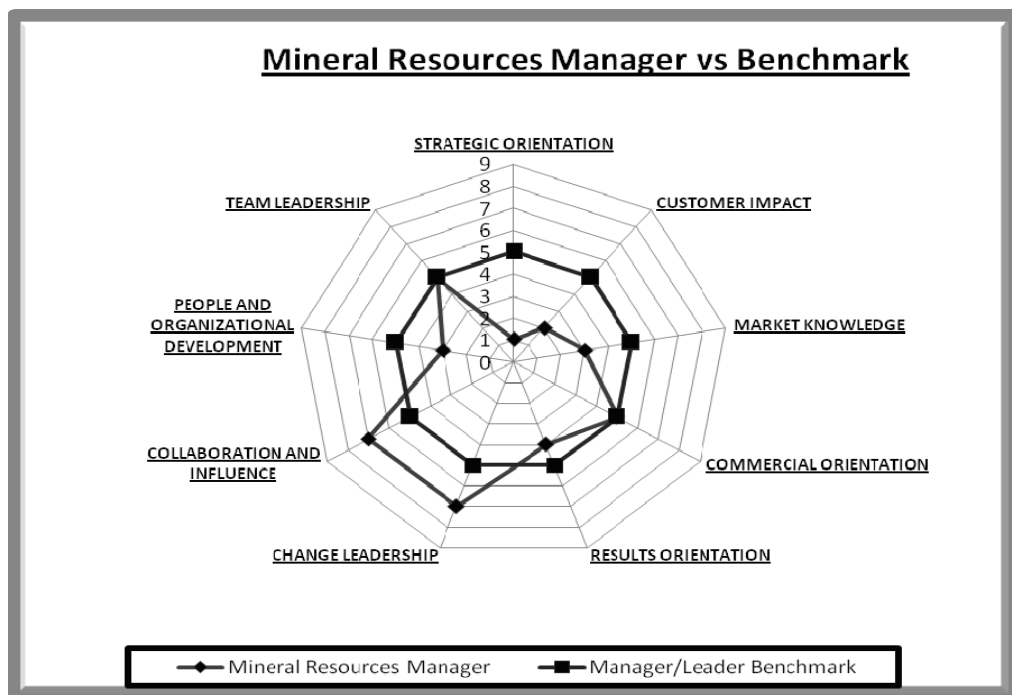 Mineral Resources Manager vs Benchmark
STRATEGIC ORIENTATION
9
8
7
6
5
4
3
2
1
0
TEAM LEADERSHIP
CUSTOMER IMPACT
PEOPLE AND
ORGANIZATIONAL
DEVELOPMENT
MARKET KNOWLEDGE
COLLABORATION AND
INFLUENCE
COMMERCIAL ORIENTATION
CHANGE LEADERSHIP
RESULTS ORIENTATION
Mineral Resources Manager
Manager/Leader Benchmark